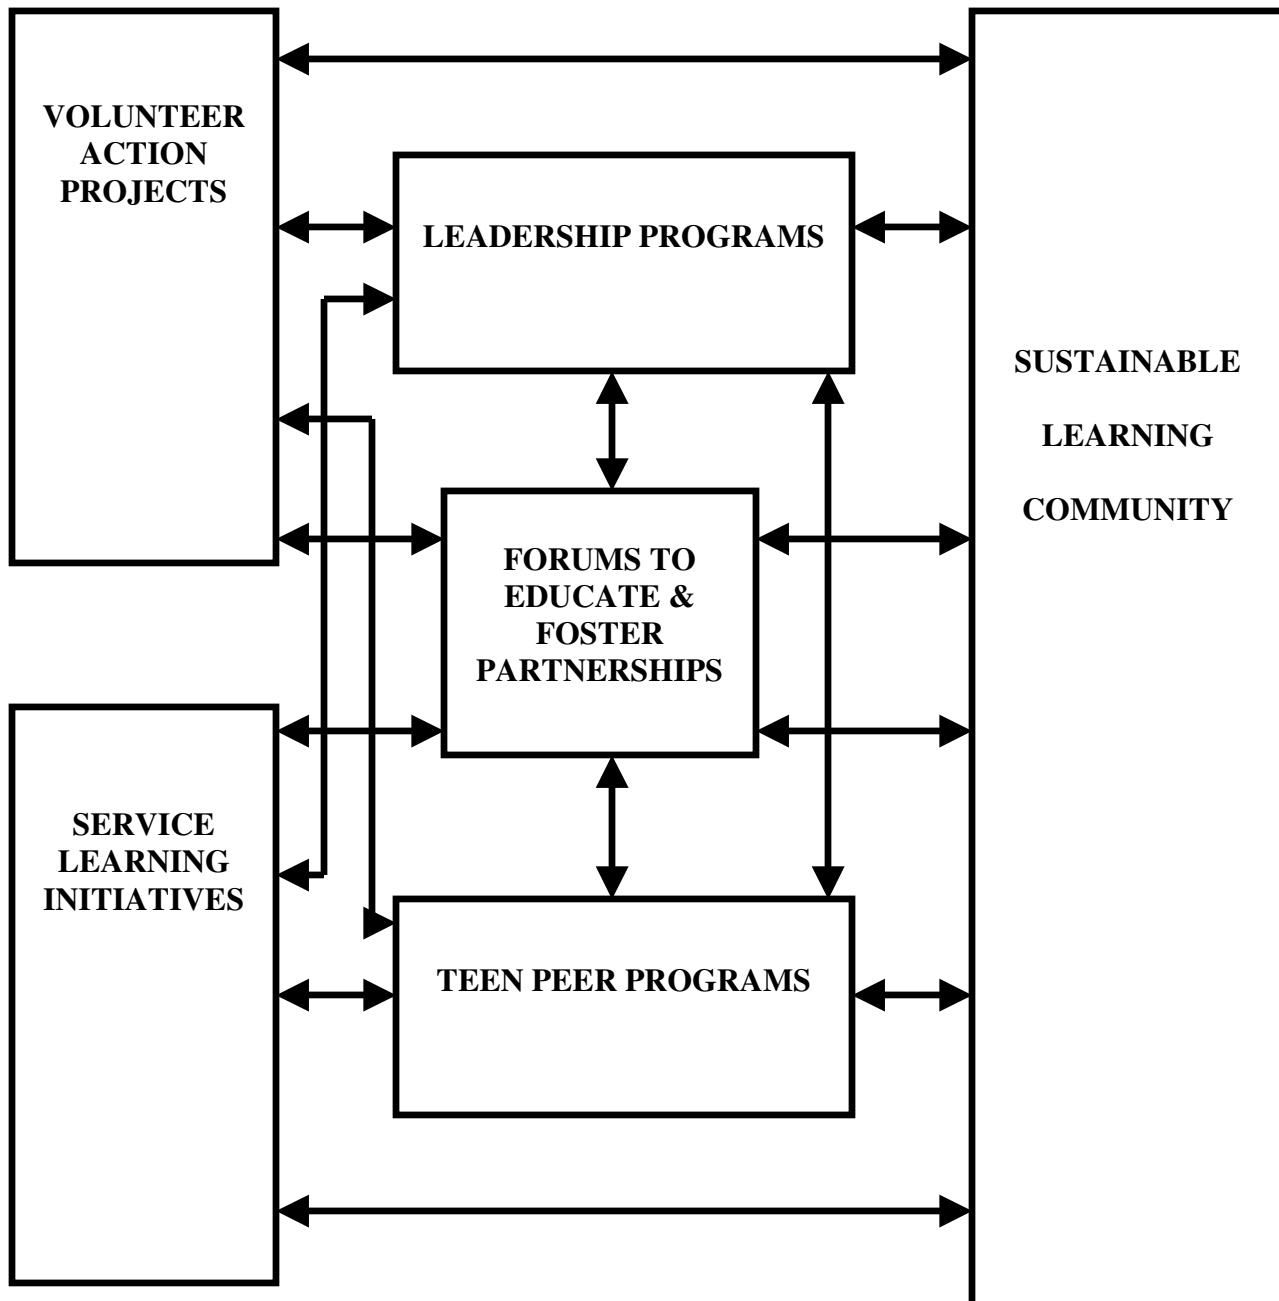 VOLUNTEER
ACTION
PROJECTS
LEADERSHIP PROGRAMS
SUSTAINABLE
LEARNING
COMMUNITY
FORUMS TO
EDUCATE &
FOSTER
PARTNERSHIPS
SERVICE
LEARNING
INITIATIVES
TEEN PEER PROGRAMS